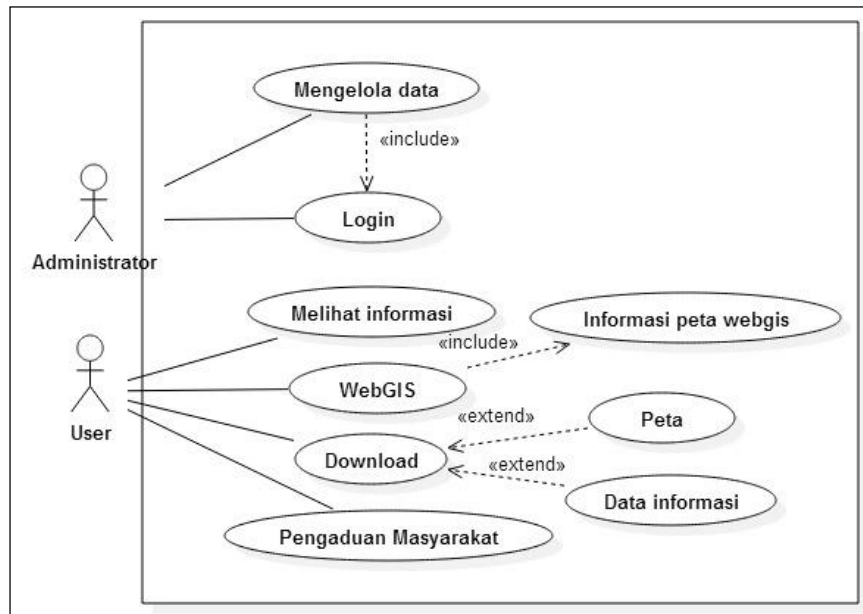 Mengelola data
«include»
Login
Administrator
Melihat informasi
Informasi peta webgis
«include»
WebGIS
User
«extend»
Peta
Download
«extend»
Data informasi
Pengaduan Masyarakat